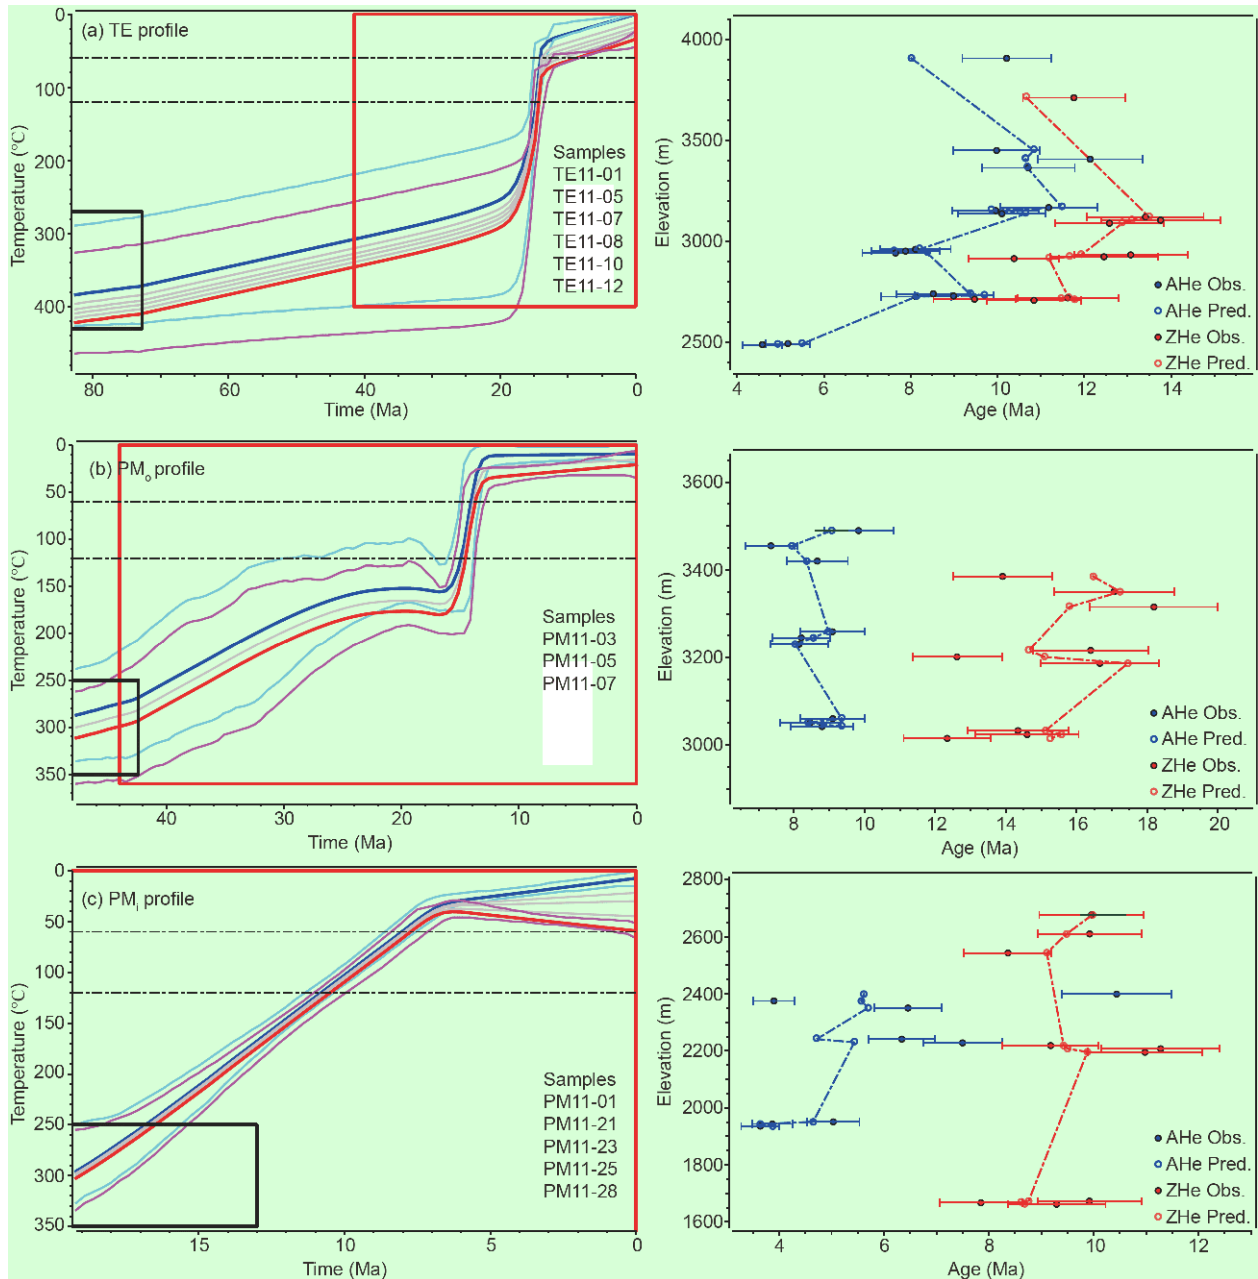 (a) TE profile
0
100
200
300
400
Temperature (°C)
80
60
40
20
0
Time (Ma)
Samples
TE11-01
TE11-05
TE11-07
TE11-08
TE11-10
TE11-12
4000
3500
3000
2500
Elevation (m)
4
6
8
10
12
14
Age (Ma)
AHe Obs.
AHe Pred.
ZHe Obs.
ZHe Pred.
(b) PMo profile
0
50
100
150
200
250
300
350
Temperature (°C)
40
30
20
10
0
Time (Ma)
Samples
PM11-03
PM11-05
PM11-07
3600
3400
3200
3000
Elevation (m)
8
10
12
14
16
18
20
Age (Ma)
AHe Obs.
AHe Pred.
ZHe Obs.
ZHe Pred.
(c) PMi profile
0
50
100
150
200
250
300
350
Temperature (°C)
15
10
5
0
Time (Ma)
Samples
PM11-01
PM11-21
PM11-23
PM11-25
PM11-28
2800
2600
2400
2200
2000
1800
1600
Elevation (m)
4
6
8
10
12
Age (Ma)
AHe Obs.
AHe Pred.
ZHe Obs.
ZHe Pred.